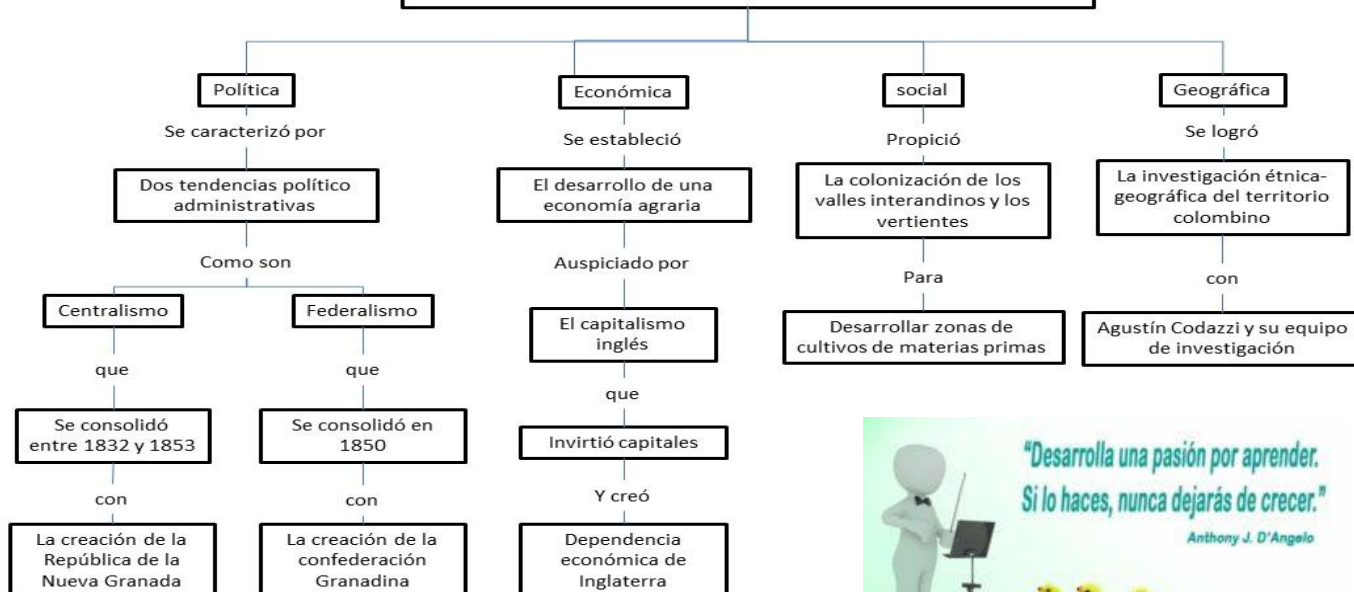 Política
Se caracterizó por
Dos tendencias político
administrativas
Como son
Centralismo
que
Se consolidó
entre 1832 y 1853
con
La creación de la
República de la
Nueva Granada
Federalismo
que
Se consolidó en
1850
con
La creación de la
confederación
Granadina
Económica
Se estableció
El desarrollo de una
economía agraria
Auspiciado por
El capitalismo
inglés
que
Invirtió capitales
Y creó
Dependencia
económica de
Inglaterra
social
Propició
La colonización de los
valles interandinos y los
vertientes
Para
Desarrollar zonas de
cultivos de materias primas
Geográfica
Se logró
La investigación étnica-
geográfica del territorio
colombino
con
Agustín Codazzi y su equipo
de investigación
"Desarrolla una pasión por aprender.
Si lo haces, nunca dejarás de crecer."
Anthony J. D'Angelo